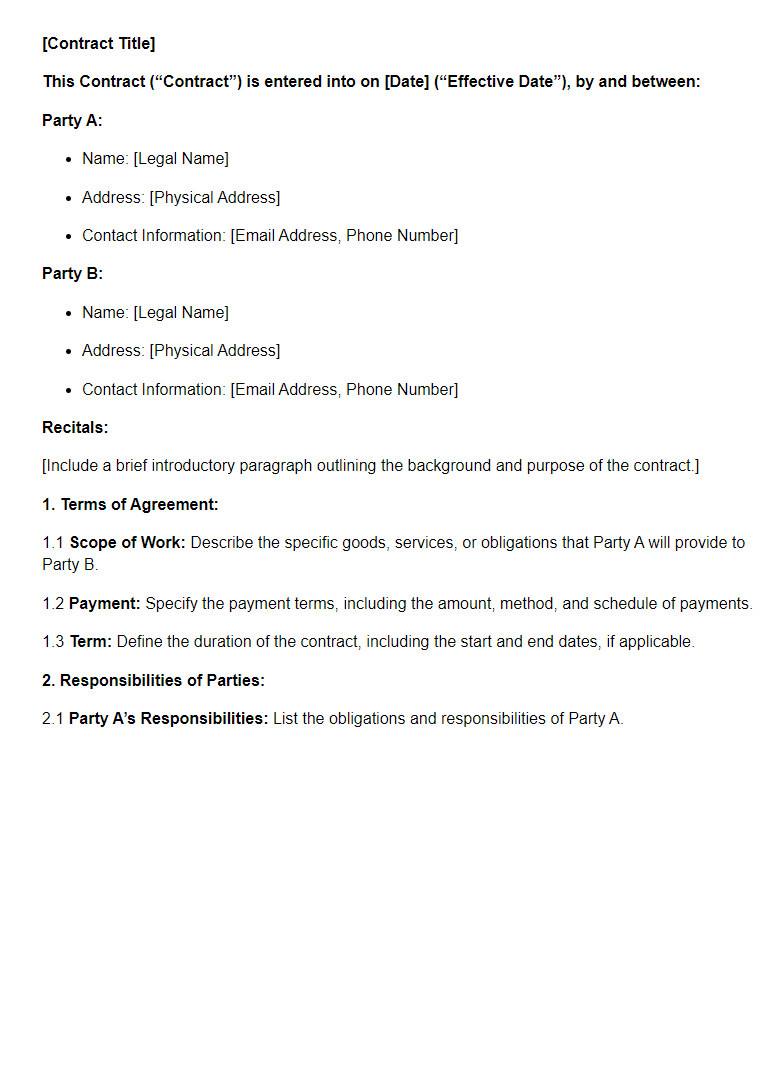 [Contract Title]
This Contract (“Contract”) is entered into on [Date] (“Effective Date”), by and between:
Party A:
• Name: [Legal Name]
• Address: [Physical Address]
• Contact Information: [Email Address, Phone Number]
Party B:
• Name: [Legal Name]
• Address: [Physical Address]
• Contact Information: [Email Address, Phone Number]
Recitals:
[Include a brief introductory paragraph outlining the background and purpose of the contract.]
1. Terms of Agreement:
1.1 Scope of Work: Describe the specific goods, services, or obligations that Party A will provide to
Party B.
1.2 Payment: Specify the payment terms, including the amount, method, and schedule of payments.
1.3 Term: Define the duration of the contract, including the start and end dates, if applicable.
2. Responsibilities of Parties:
2.1 Party A’s Responsibilities: List the obligations and responsibilities of Party A.